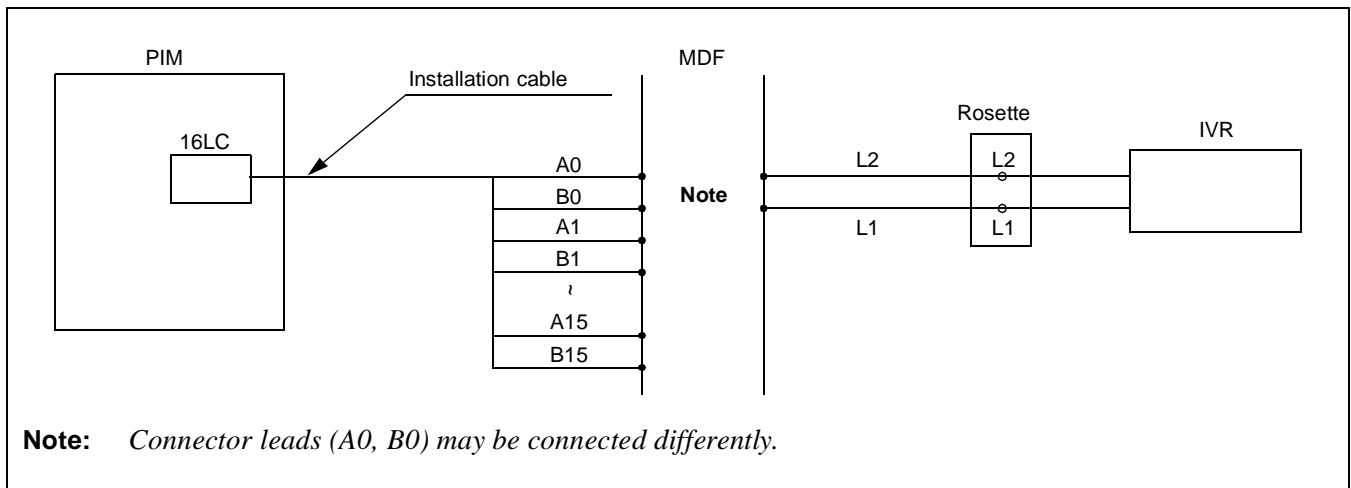 PIM
MDF
Installation cable
Rosette
IVR
16LC
A0
B0
A1
B1
~
A15
B15
Note
L2
L2
L1
L1
Note: Connector leads (A0, B0) may be connected differently.